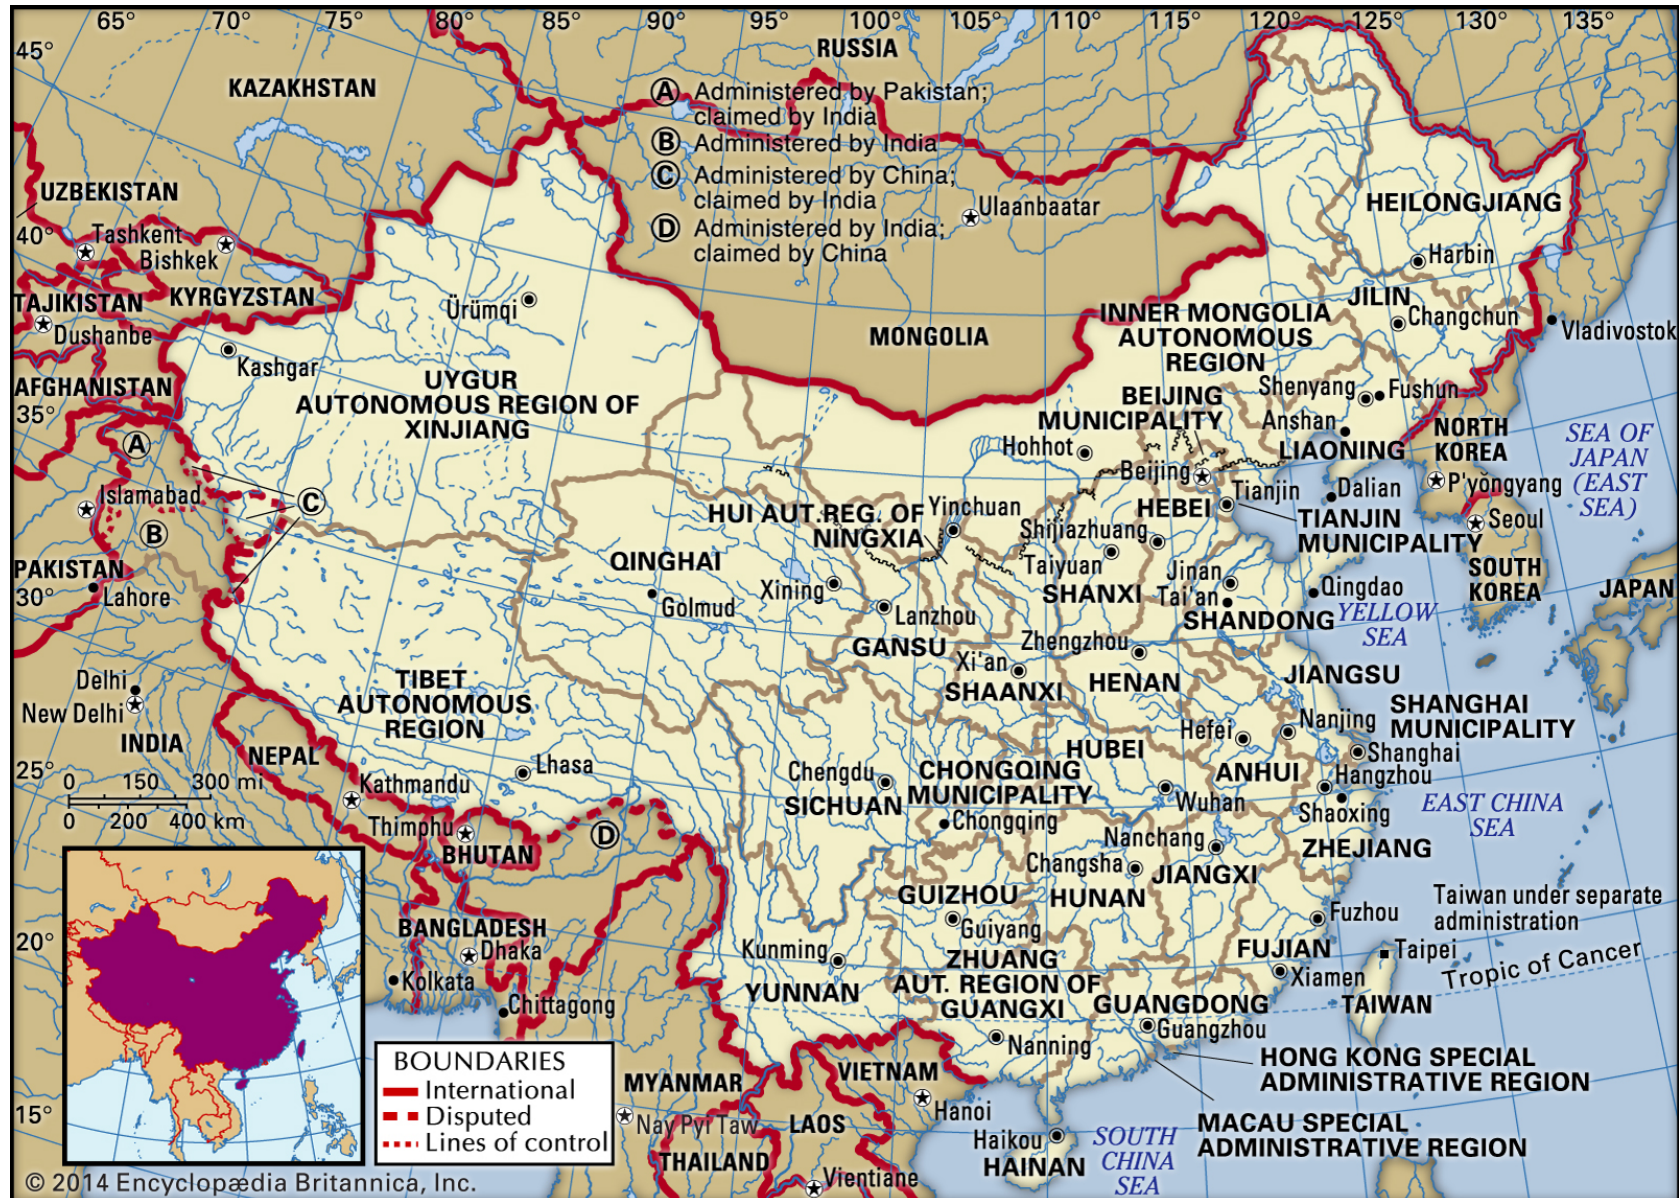 65°
70°
75°
80°
85°
90°
95°
100°
105°
110°
115°
120°
125°
130°
135°
45°
40°
35°
30°
25°
20°
15°
RUSSIA
KAZAKHSTAN
Ⓐ Administered by Pakistan;
claimed by India
Ⓑ Administered by India
Ⓒ Administered by China;
claimed by India
Ⓓ Administered by India;
claimed by China
UZBEKISTAN
Tashkent
Bishkek
Ulaanbaatar
HEILONGJIANG
Harbin
TAJIKISTAN
Dushanbe
KYRGYZSTAN
Ürümqi
MONGOLIA
INNER MONGOLIA
AUTONOMOUS
REGION
JILIN
Changchun
Vladivostok
Kashgar
AFGHANISTAN
UYGUR
AUTONOMOUS REGION OF
XINJIANG
BEIJING
MUNICIPALITY
Shenyang
Fushun
Anshan
LIAONING
NORTH
KOREA
P'yŏngyang
SEA OF
JAPAN
(EAST
SEA)
Hohhot
Beijing
Tianjin
Dalian
Seoul
A
B
C
Islamabad
PAKISTAN
Lahore
HUI AUT. REG. OF
NINGXIA
Yinchuan
Shijiazhuang
HEBEI
TIANJIN
MUNICIPALITY
SOUTH
KOREA
JAPAN
QINGHAI
Golmud
Xining
Lanzhou
GANSU
Taiyuan
SHANXI
Jinan
Tai'an
SHANDONG
Qingdao
YELLOW
SEA
Zhengzhou
Xi'an
SHAANXI
HENAN
JIANGSU
SHANGHAI
MUNICIPALITY
Delhi
New Delhi
INDIA
TIBET
AUTONOMOUS
REGION
NEPAL
Kathmandu
Lhasa
Hefei
Nanjing
Shanghai
HUBEI
ANHUI
Hangzhou
Shaoxing
EAST CHINA
SEA
Chengdu
SICHUAN
CHONGQING
MUNICIPALITY
Chongqing
Wuhan
Nanchang
ZHEJIANG
0 150 300 mi
0 200 400 km
Thimphu
BHUTAN
D
Changsha
JIANGXI
HUNAN
GUIZHOU
Guiyang
Taiwan under separate
administration
Fuzhou
FUJIAN
Taipei
Tropic of Cancer
Xiamen
TAIWAN
BANGLADESH
Dhaka
Kolkata
Chittagong
Kunming
YUNNAN
ZHUANG
AUT. REGION OF
GUANGXI
GUANGDONG
Guangzhou
Nanning
HONG KONG SPECIAL
ADMINISTRATIVE REGION
MACAU SPECIAL
ADMINISTRATIVE REGION
BOUNDARIES
International
Disputed
Lines of control
MYANMAR
Nay Pyi Taw
VIETNAM
Hanoi
LAOS
THAILAND
Vientiane
Haikou
HAINAN
SOUTH
CHINA
SEA
© 2014 Encyclopædia Britannica, Inc.